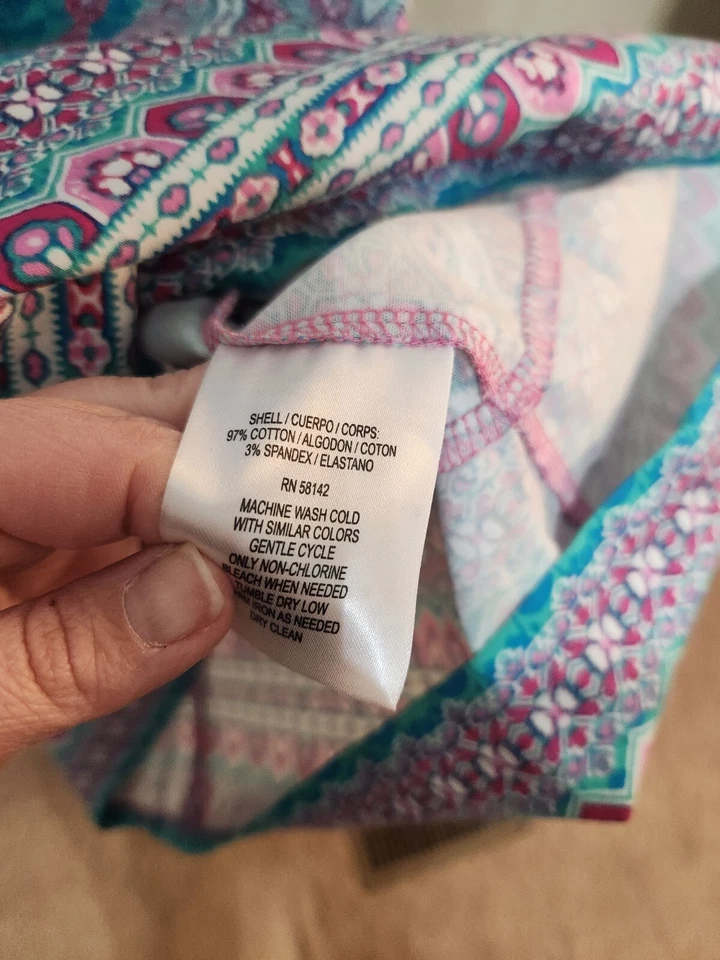 SHELL / CUERPO / CORPS:
97% COTTON / ALGODON / COTON
3% SPANDEX / ELASTANO
RN 58142
MACHINE WASH COLD
WITH SIMILAR COLORS
GENTLE CYCLE
ONLY NON-CHLORINE
BLEACH WHEN NEEDED
TUMBLE DRY LOW
IRON AS NEEDED
DRY CLEAN